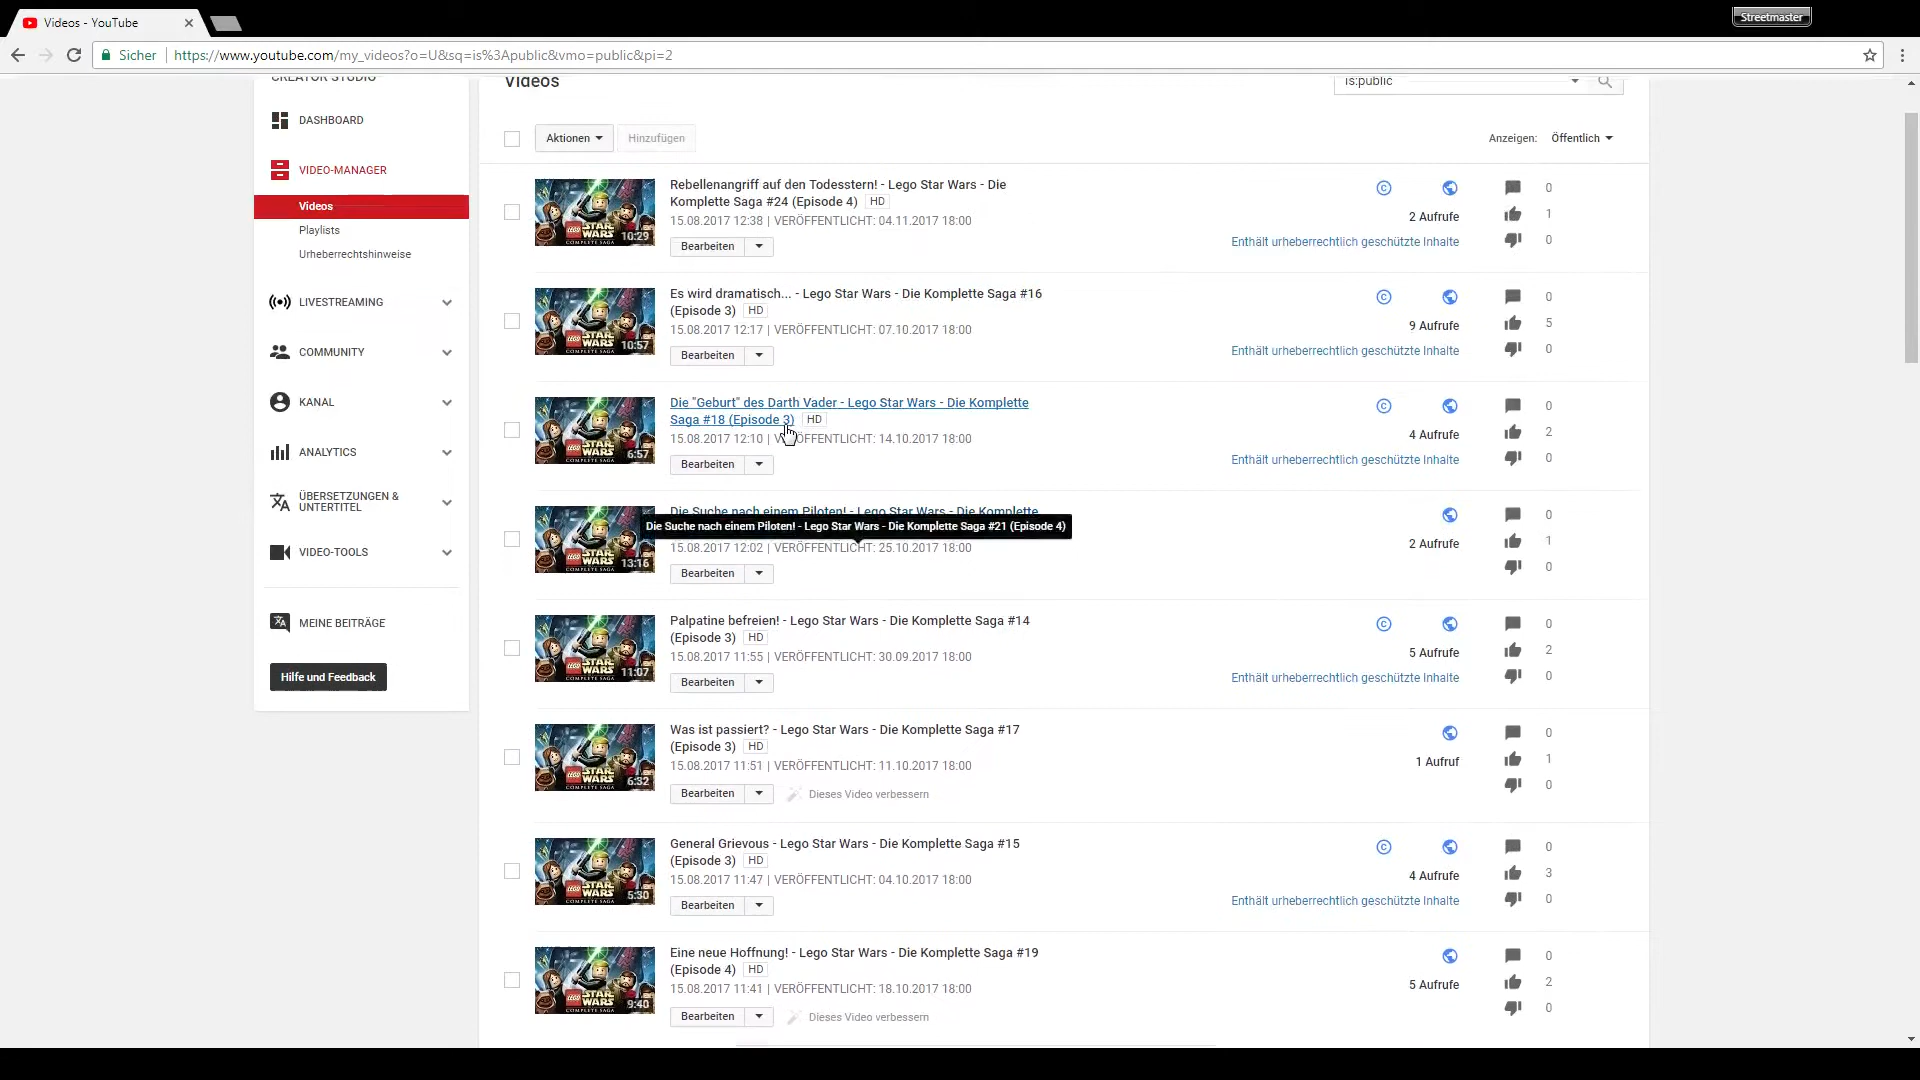 Videos - YouTube
Streetmaster
Sicher https://www.youtube.com/my_videos?o=U&sq=is%3Apublic&vmo=public&pi=2
CREATOR STUDIO
DASHBOARD
VIDEO-MANAGER
Videos
Playlists
Urheberrechtshinweise
LIVESTREAMING
COMMUNITY
KANAL
ANALYTICS
ÜBERSETZUNGEN &
UNTERTITEL
VIDEO-TOOLS
MEINE BEITRÄGE
Hilfe und Feedback
Videos
is:public
Aktionen Hinzufügen
Anzeigen: Öffentlich
Rebellenangriff auf den Todesstern! - Lego Star Wars - Die
Komplette Saga #24 (Episode 4) HD
15.08.2017 12:38 | VERÖFFENTLICHT: 04.11.2017 18:00
Bearbeiten
10:29
2 Aufrufe
Enthält urheberrechtlich geschützte Inhalte
0
1
0
Es wird dramatisch... - Lego Star Wars - Die Komplette Saga #16
(Episode 3) HD
15.08.2017 12:17 | VERÖFFENTLICHT: 07.10.2017 18:00
Bearbeiten
10:57
9 Aufrufe
Enthält urheberrechtlich geschützte Inhalte
0
5
0
Die "Geburt" des Darth Vader - Lego Star Wars - Die Komplette
Saga #18 (Episode 3) HD
15.08.2017 12:10 | VERÖFFENTLICHT: 14.10.2017 18:00
Bearbeiten
6:57
4 Aufrufe
Enthält urheberrechtlich geschützte Inhalte
0
2
0
Die Suche nach einem Piloten! - Lego Star Wars - Die Komplette
Die Suche nach einem Piloten! - Lego Star Wars - Die Komplette Saga #21 (Episode 4)
15.08.2017 12:02 | VERÖFFENTLICHT: 25.10.2017 18:00
Bearbeiten
13:16
2 Aufrufe
0
1
0
Palpatine befreien! - Lego Star Wars - Die Komplette Saga #14
(Episode 3) HD
15.08.2017 11:55 | VERÖFFENTLICHT: 30.09.2017 18:00
Bearbeiten
11:07
5 Aufrufe
Enthält urheberrechtlich geschützte Inhalte
0
2
0
Was ist passiert? - Lego Star Wars - Die Komplette Saga #17
(Episode 3) HD
15.08.2017 11:51 | VERÖFFENTLICHT: 11.10.2017 18:00
Bearbeiten Dieses Video verbessern
6:32
1 Aufruf
0
1
0
General Grievous - Lego Star Wars - Die Komplette Saga #15
(Episode 3) HD
15.08.2017 11:47 | VERÖFFENTLICHT: 04.10.2017 18:00
Bearbeiten
5:30
4 Aufrufe
Enthält urheberrechtlich geschützte Inhalte
0
3
0
Eine neue Hoffnung! - Lego Star Wars - Die Komplette Saga #19
(Episode 4) HD
15.08.2017 11:41 | VERÖFFENTLICHT: 18.10.2017 18:00
Bearbeiten Dieses Video verbessern
9:40
5 Aufrufe
0
2
0